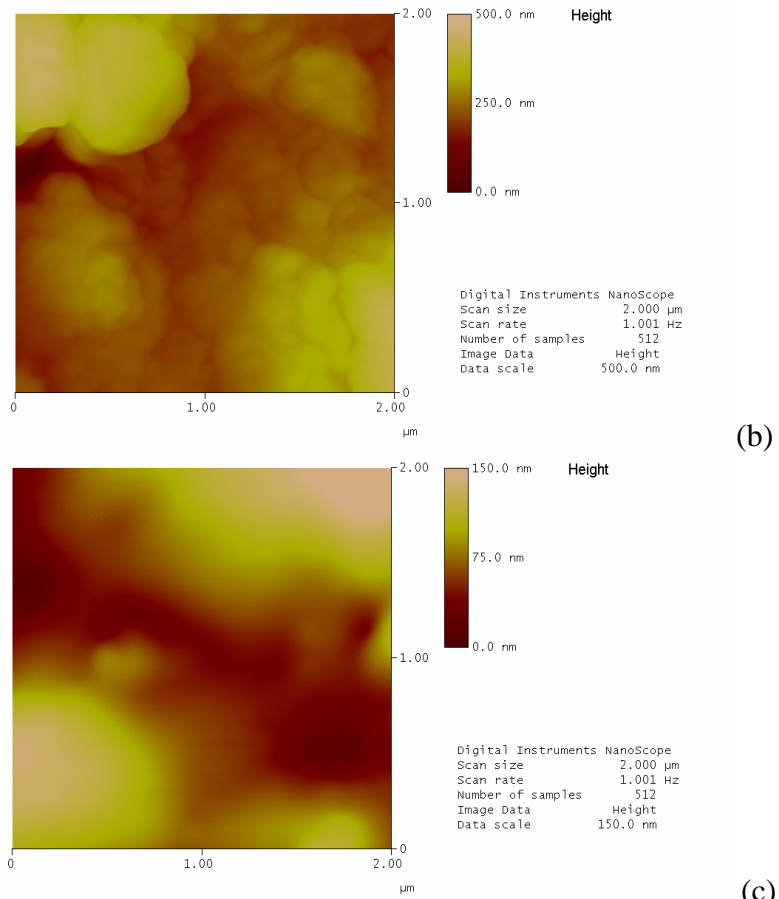 2.00
500.0 nm
Height
250.0 nm
0.0 nm
1.00
Digital Instruments NanoScope
Scan size 2.000 µm
Scan rate 1.001 Hz
Number of samples 512
Image Data Height
Data scale 500.0 nm
0
0 1.00 2.00
µm
(b)
2.00
150.0 nm
Height
75.0 nm
0.0 nm
1.00
Digital Instruments NanoScope
Scan size 2.000 µm
Scan rate 1.001 Hz
Number of samples 512
Image Data Height
Data scale 150.0 nm
0
0 1.00 2.00
µm
(c)